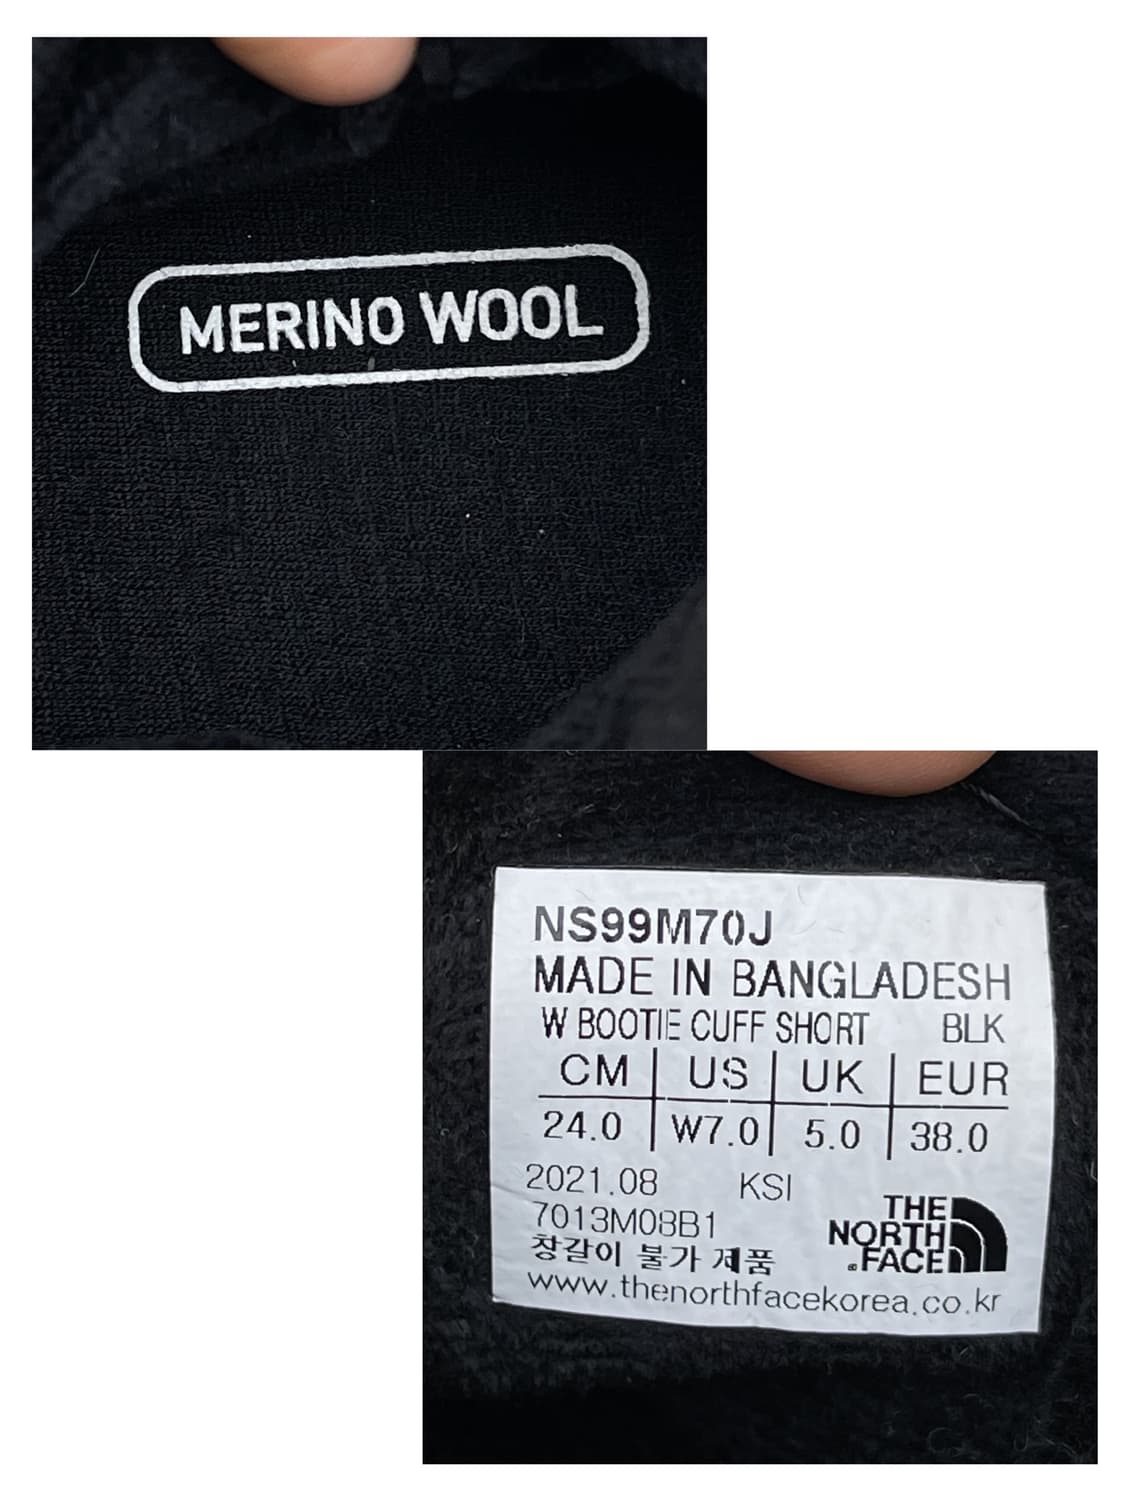 MERINO WOOL
NS99M70J
MADE IN BANGLADESH
W BOOTIE CUFF SHORT BLK
CM US UK EUR
24.0 W7.0 5.0 38.0
2021.08 KSI
7013M08B1
창갈이 불가 제품
THE
NORTH
FACE
www.thenorthfacekorea.co.kr